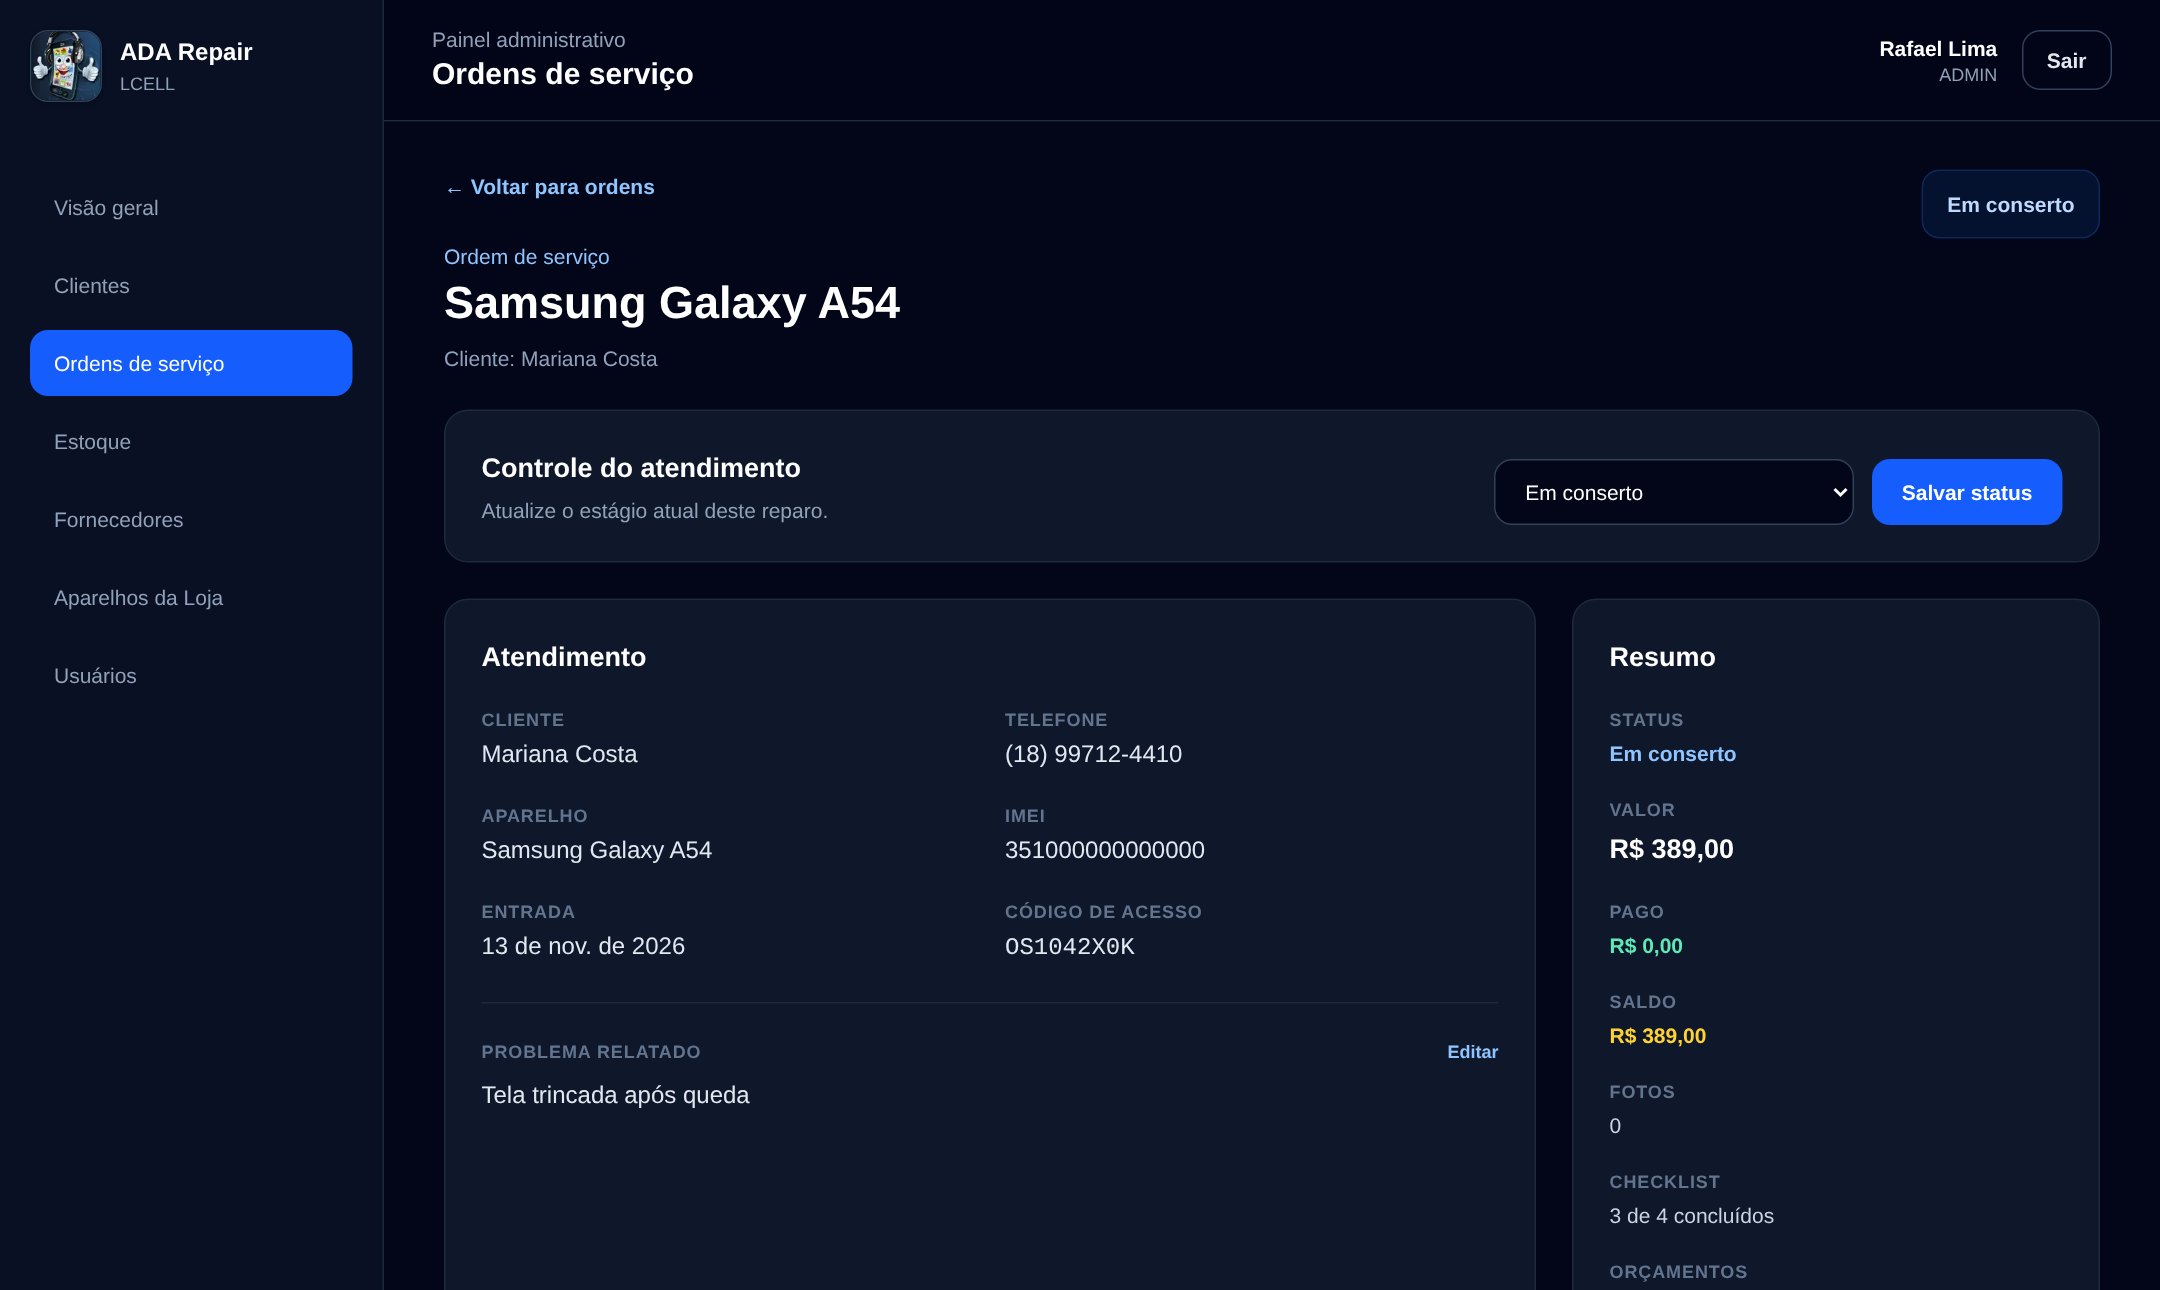 ADA Repair
LCELL
Visão geral
Clientes
Ordens de serviço
Estoque
Fornecedores
Aparelhos da Loja
Usuários
Painel administrativo
Ordens de serviço
Rafael Lima
ADMIN
Sair
← Voltar para ordens
Em conserto
Ordem de serviço
Samsung Galaxy A54
Cliente: Mariana Costa
Controle do atendimento
Atualize o estágio atual deste reparo.
Em conserto
Salvar status
Atendimento
CLIENTE
Mariana Costa
TELEFONE
(18) 99712-4410
APARELHO
Samsung Galaxy A54
IMEI
351000000000000
ENTRADA
13 de nov. de 2026
CÓDIGO DE ACESSO
OS1042X0K
PROBLEMA RELATADO
Editar
Tela trincada após queda
Resumo
STATUS
Em conserto
VALOR
R$ 389,00
PAGO
R$ 0,00
SALDO
R$ 389,00
FOTOS
0
CHECKLIST
3 de 4 concluídos
ORÇAMENTOS